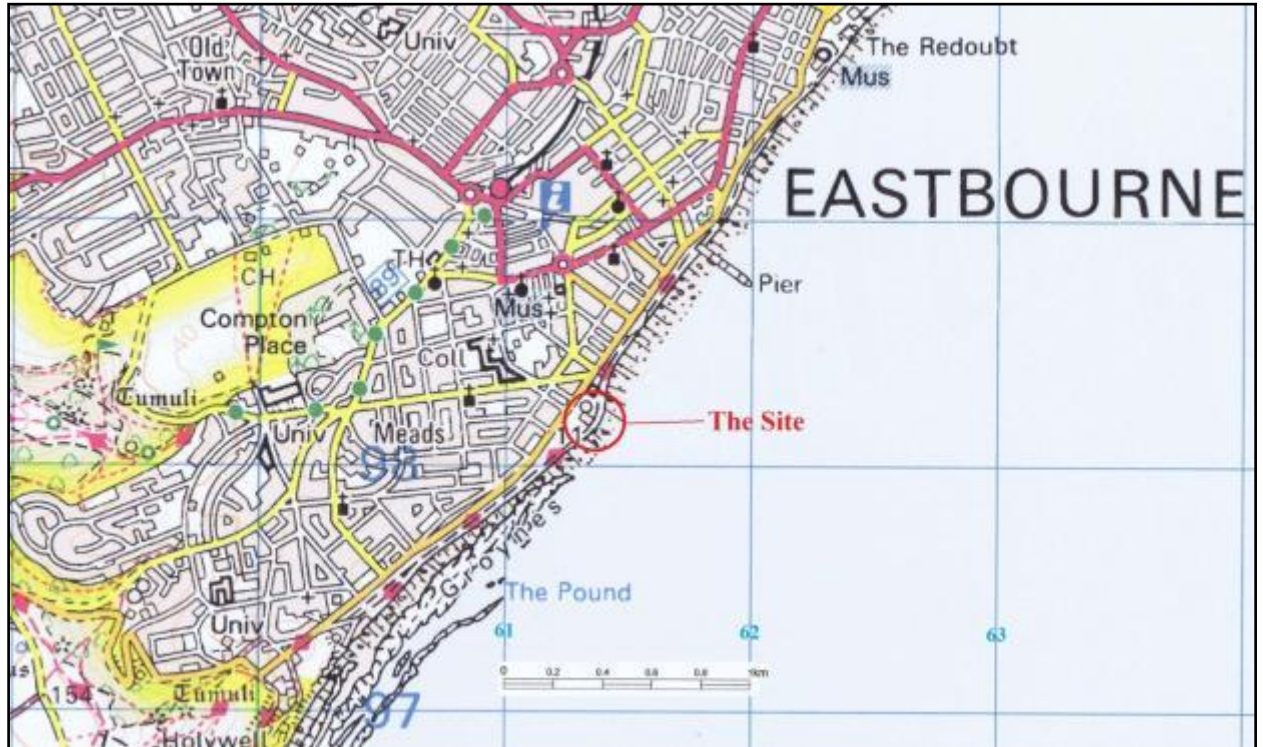 Old
Town
Univ
The Redoubt
Mus
EASTBOURNE
i
TH
CH
89
Pier
Compton
Place
Mus
Coll
Tumuli
The Site
Univ
Meads
98
Groynes
The Pound
Univ
61
62
63
0 0.2 0.4 0.6 0.8 1km
154
Tumuli
97
Holywell